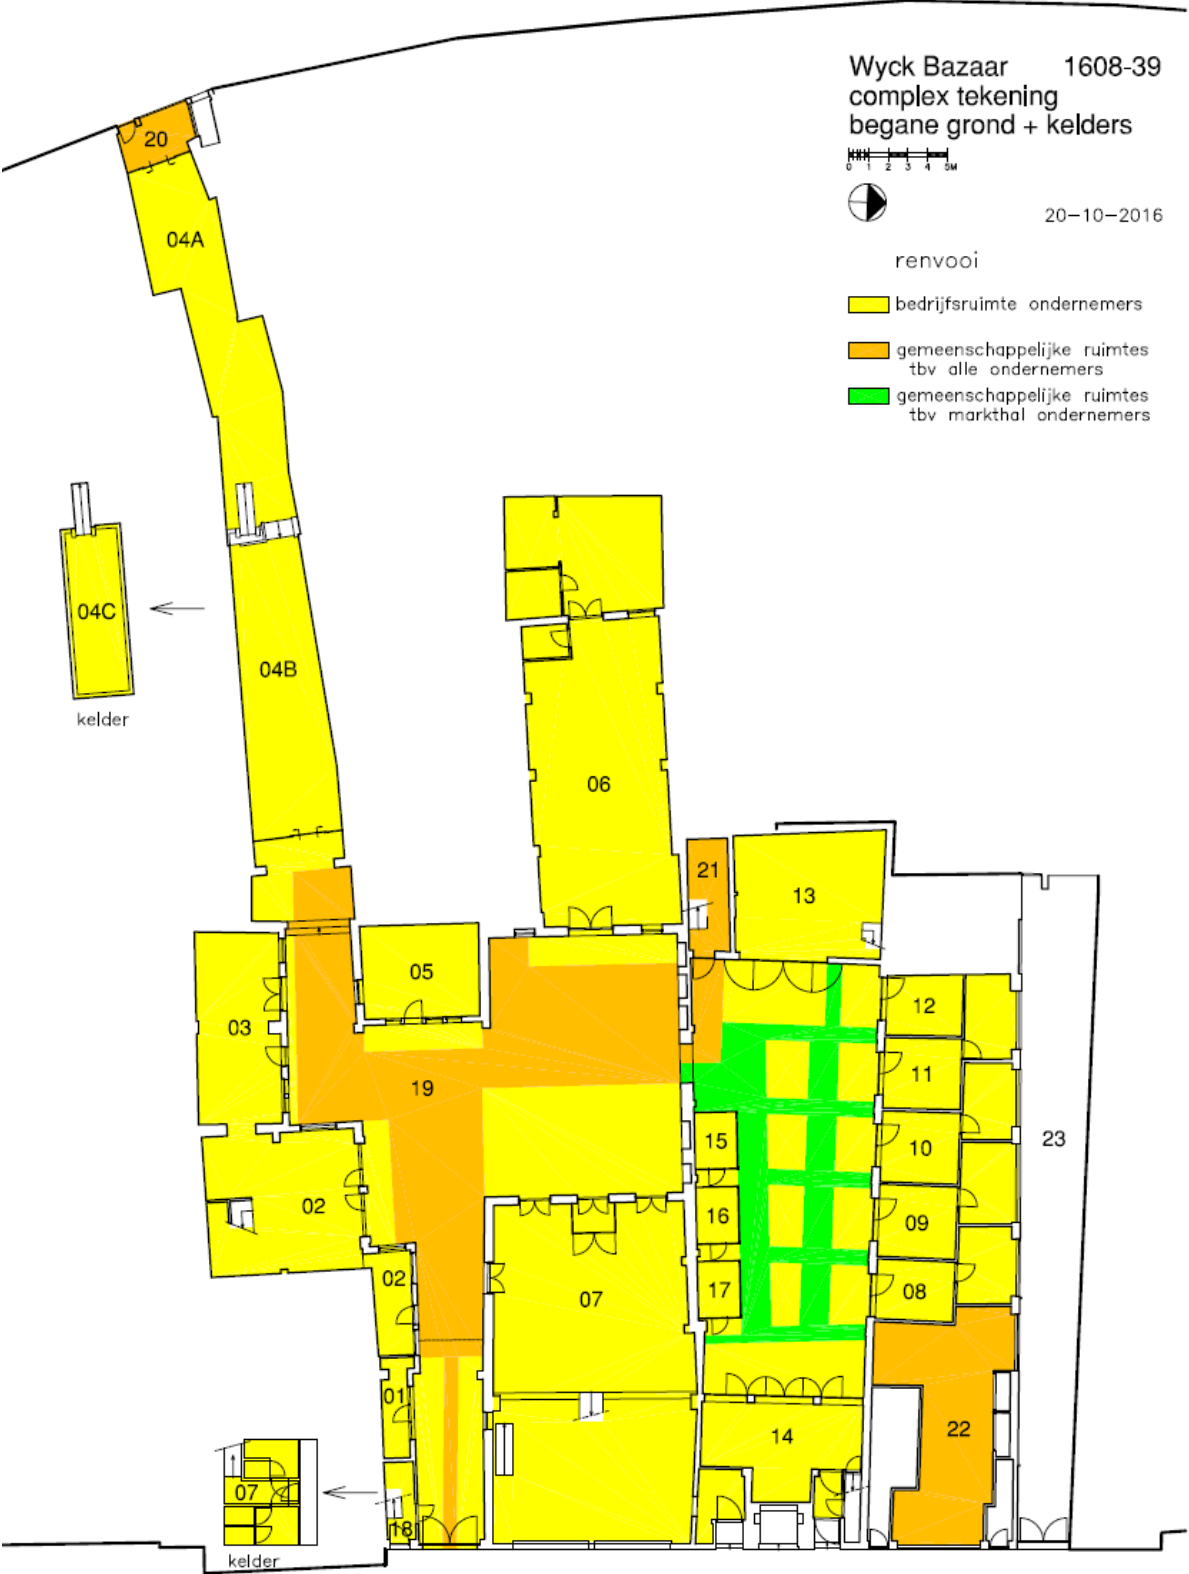 Wyck Bazaar 1608-39
complex tekening
begane grond + kelders
0 1 2 3 4 5M
20-10-2016
renvooi
bedrijfsruimte ondernemers
gemeenschappelijke ruimtes
tbv alle ondernemers
gemeenschappelijke ruimtes
tbv markthal ondernemers
20
04A
04C
kelder
04B
06
21
13
05
03
12
11
19
15
10
23
02
16
09
02
17
08
07
01
14
22
07
18
kelder